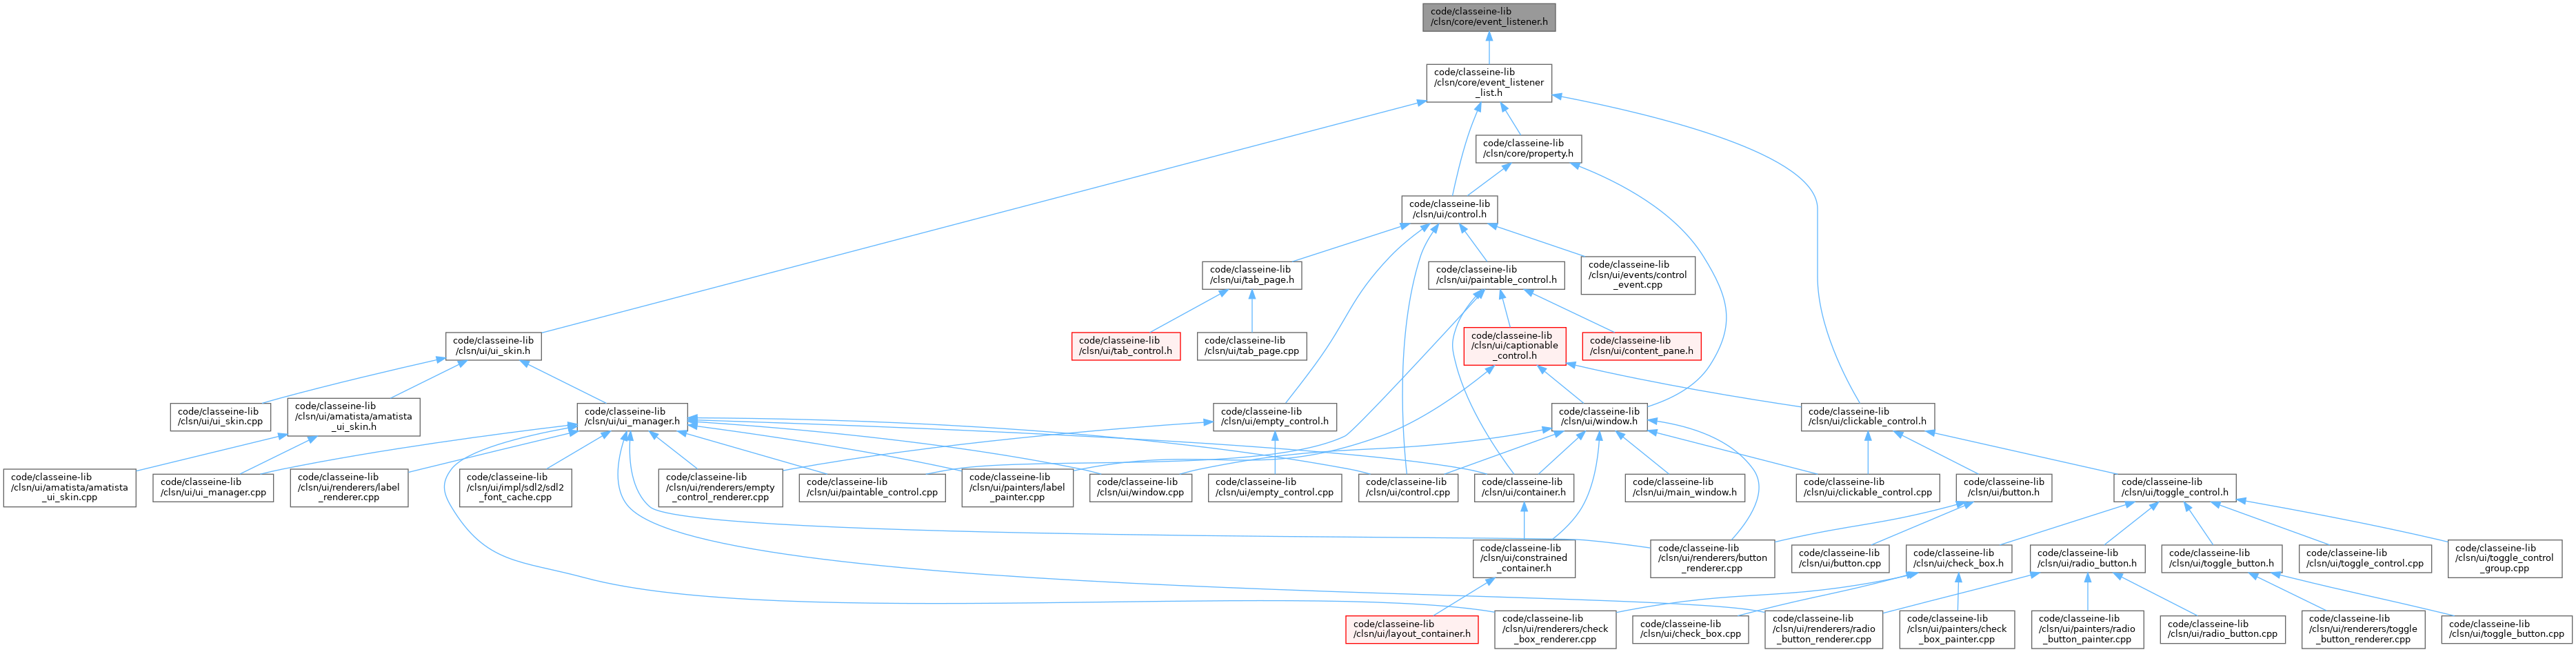 code/classeine-lib
/clsn/core/event_listener.h
code/classeine-lib
/clsn/core/event_listener
_list.h
code/classeine-lib
/clsn/core/property.h
code/classeine-lib
/clsn/ui/control.h
code/classeine-lib
/clsn/ui/tab_page.h
code/classeine-lib
/clsn/ui/paintable_control.h
code/classeine-lib
/clsn/ui/events/control
_event.cpp
code/classeine-lib
/clsn/ui/ui_skin.h
code/classeine-lib
/clsn/ui/tab_control.h
code/classeine-lib
/clsn/ui/tab_page.cpp
code/classeine-lib
/clsn/ui/captionable
_control.h
code/classeine-lib
/clsn/ui/content_pane.h
code/classeine-lib
/clsn/ui/ui_skin.cpp
code/classeine-lib
/clsn/ui/amatista/amatista
_ui_skin.h
code/classeine-lib
/clsn/ui/ui_manager.h
code/classeine-lib
/clsn/ui/empty_control.h
code/classeine-lib
/clsn/ui/window.h
code/classeine-lib
/clsn/ui/clickable_control.h
code/classeine-lib
/clsn/ui/amatista/amatista
_ui_skin.cpp
code/classeine-lib
/clsn/ui/ui_manager.cpp
code/classeine-lib
/clsn/ui/renderers/label
_renderer.cpp
code/classeine-lib
/clsn/ui/impl/sdl2/sdl2
_font_cache.cpp
code/classeine-lib
/clsn/ui/renderers/empty
_control_renderer.cpp
code/classeine-lib
/clsn/ui/paintable_control.cpp
code/classeine-lib
/clsn/ui/painters/label
_painter.cpp
code/classeine-lib
/clsn/ui/window.cpp
code/classeine-lib
/clsn/ui/empty_control.cpp
code/classeine-lib
/clsn/ui/control.cpp
code/classeine-lib
/clsn/ui/container.h
code/classeine-lib
/clsn/ui/main_window.h
code/classeine-lib
/clsn/ui/clickable_control.cpp
code/classeine-lib
/clsn/ui/button.h
code/classeine-lib
/clsn/ui/toggle_control.h
code/classeine-lib
/clsn/ui/constrained
_container.h
code/classeine-lib
/clsn/ui/renderers/button
_renderer.cpp
code/classeine-lib
/clsn/ui/button.cpp
code/classeine-lib
/clsn/ui/check_box.h
code/classeine-lib
/clsn/ui/radio_button.h
code/classeine-lib
/clsn/ui/toggle_button.h
code/classeine-lib
/clsn/ui/toggle_control.cpp
code/classeine-lib
/clsn/ui/toggle_control
_group.cpp
code/classeine-lib
/clsn/ui/layout_container.h
code/classeine-lib
/clsn/ui/renderers/check
_box_renderer.cpp
code/classeine-lib
/clsn/ui/check_box.cpp
code/classeine-lib
/clsn/ui/renderers/radio
_button_renderer.cpp
code/classeine-lib
/clsn/ui/painters/check
_box_painter.cpp
code/classeine-lib
/clsn/ui/painters/radio
_button_painter.cpp
code/classeine-lib
/clsn/ui/radio_button.cpp
code/classeine-lib
/clsn/ui/renderers/toggle
_button_renderer.cpp
code/classeine-lib
/clsn/ui/toggle_button.cpp